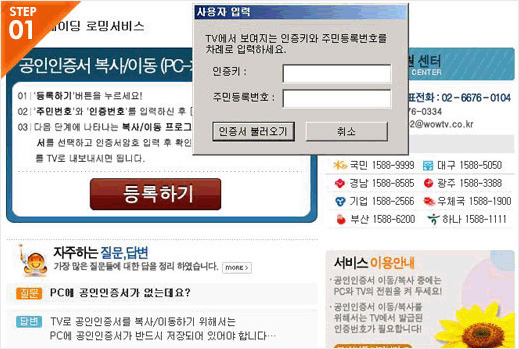 STEP
01
로밍서비스
공인인증서 복사/이동 (PC->
01 '등록하기'버튼을 누르세요!
02 '주민번호'와 '인증번호'를 입력하신 후 [
03 다음 단계에 나타나는 복사/이동 프로그
서를 선택하고 인증서암호 입력 후 확인
를 TV로 내보내시면 됩니다.
등록하기
사용자 입력
TV에서 보여지는 인증키와 주민등록번호를
차례로 입력하세요.
인증키 :
주민등록번호 :
인증서 불러오기
취소
센터
CENTER
표전화 : 02-6676-0104
76-0334
2@wowtv.co.kr
국민 1588-9999
대구 1588-5050
경남 1588-8585
광주 1588-3388
기업 1588-2566
우체국 1588-1900
부산 1588-6200
하나 1588-1111
자주하는 질문,답변
가장 많은 질문들에 대한 답을 정리 하였습니다.
more >
질문 PC에 공인인증서가 없는데요?
답변 TV로 공인인증서를 복사/이동하기 위해서는
PC에 공인인증서가 반드시 저장되어 있어야 합니다…
서비스 이용안내
· 공인인증서 이동/복사 중에는
PC와 TV의 전원을 켜 두세요!
· 공인인증서 이동/복사를
위해서는 TV에서 발급된
인증번호가 필요합니다!